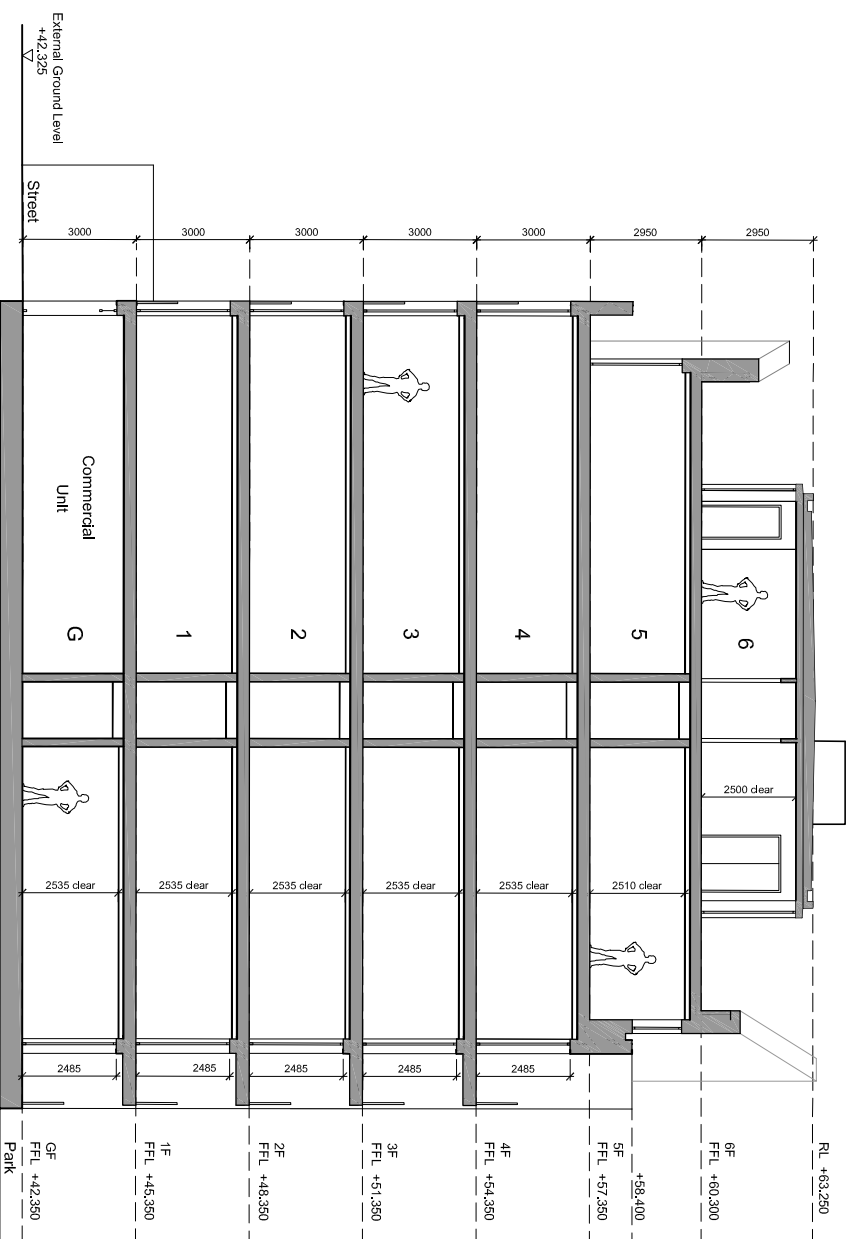 2950
RL +63.250
6
2500 clear
2950
6F
FFL +60.300
5
2510 clear
+58.400
3000
5F
FFL +57.350
4
2535 clear
2485
3000
4F
FFL +54.350
3
2535 clear
2485
3000
3F
FFL +51.350
2
2535 clear
2485
3000
2F
FFL +48.350
1
2535 clear
2485
3000
1F
FFL +45.350
External Ground Level
+42.325
Street
Commercial
Unit
G
2535 clear
2485
GF
FFL +42.350
Park